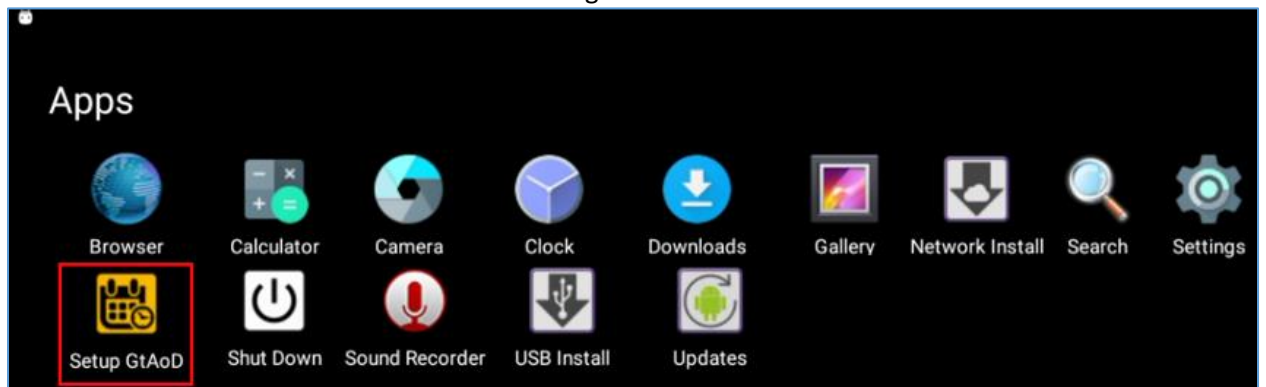 Apps
Browser Calculator Camera Clock Downloads Gallery Network Install Search Settings
Setup GtAoD Shut Down Sound Recorder USB Install Updates